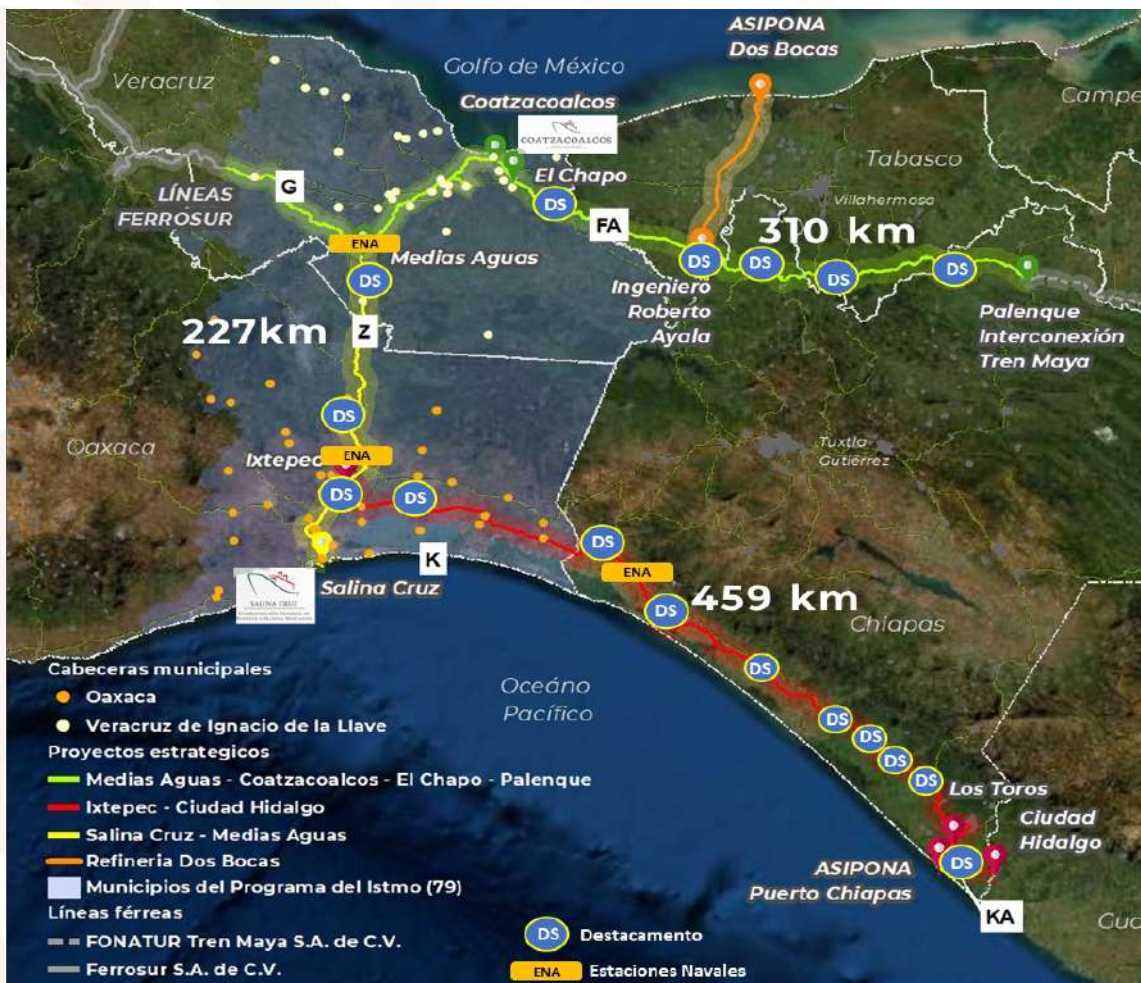 ASIPONA
Dos Bocas
Golfo de México
Veracruz
Coatzacoalcos
COATZACOALCOS
Campe
Tabasco
El Chapo
Villahermosa
LÍNEAS
FERROSUR
G
DS
FA
310 km
ENA
Medias Aguas
DS
DS
DS
DS
DS
Ingeniero
Roberto
Ayala
Palenque
Interconexión
Tren Maya
227km
Z
DS
Oaxaca
Ixtepec
ENA
Tuxtla
Gutiérrez
DS
DS
DS
K
ENA
SALINA CRUZ
Salina Cruz
DS
459 km
Chiapas
DS
Océano
Pacífico
DS
DS
DS
DS
Los Toros
Ciudad
Hidalgo
DS
ASIPONA
Puerto Chiapas
KA
Gua
Cabeceras municipales
Oaxaca
Veracruz de Ignacio de la Llave
Proyectos estrategicos
Medias Aguas - Coatzacoalcos - El Chapo - Palenque
Ixtepec - Ciudad Hidalgo
Salina Cruz - Medias Aguas
Refineria Dos Bocas
Municipios del Programa del Istmo (79)
Líneas férreas
FONATUR Tren Maya S.A. de C.V.
Ferrosur S.A. de C.V.
DS Destacamento
ENA Estaciones Navales